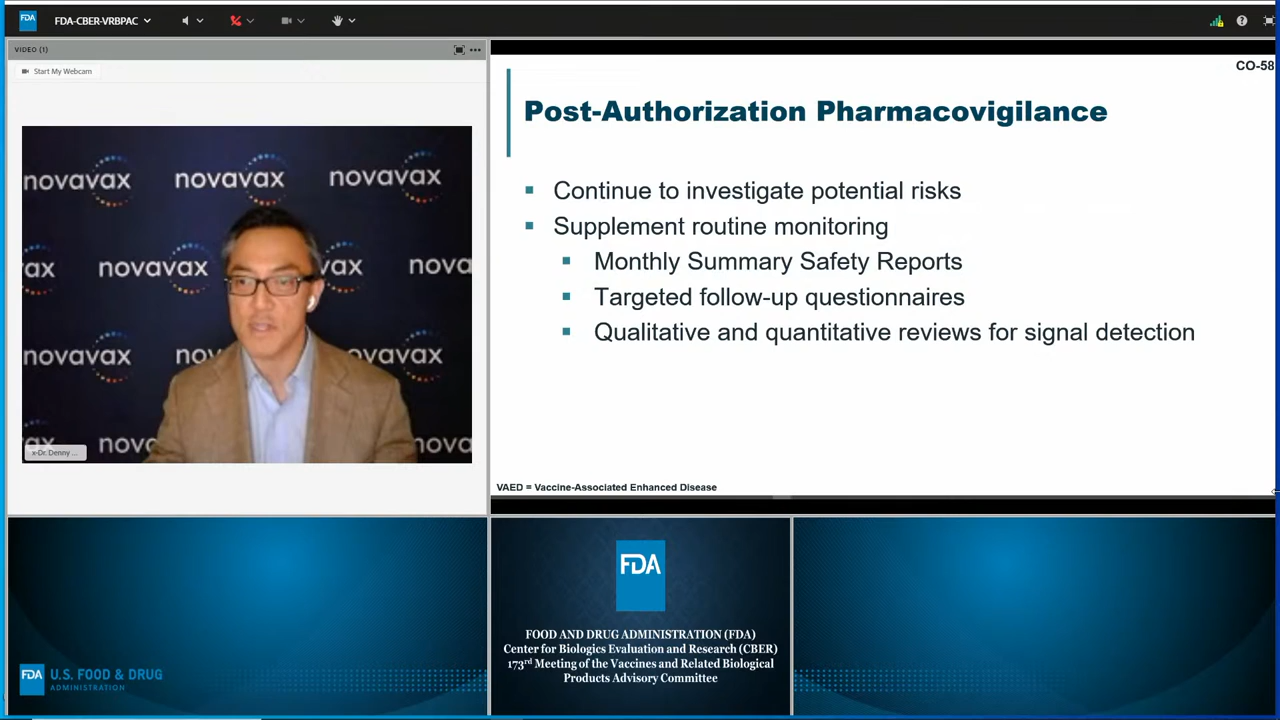 FDA
FDA-CBER-VRBPAC
VIDEO (1)
Start My Webcam
novavax
novavax
novavax
novavax
novavax
novavax
x-Dr. Denny ...
CO-58
Post-Authorization Pharmacovigilance
Continue to investigate potential risks
Supplement routine monitoring
Monthly Summary Safety Reports
Targeted follow-up questionnaires
Qualitative and quantitative reviews for signal detection
VAED = Vaccine-Associated Enhanced Disease
FDA
FOOD AND DRUG ADMINISTRATION (FDA)
Center for Biologics Evaluation and Research (CBER)
173rd Meeting of the Vaccines and Related Biological
Products Advisory Committee
FDA U.S. FOOD & DRUG
ADMINISTRATION